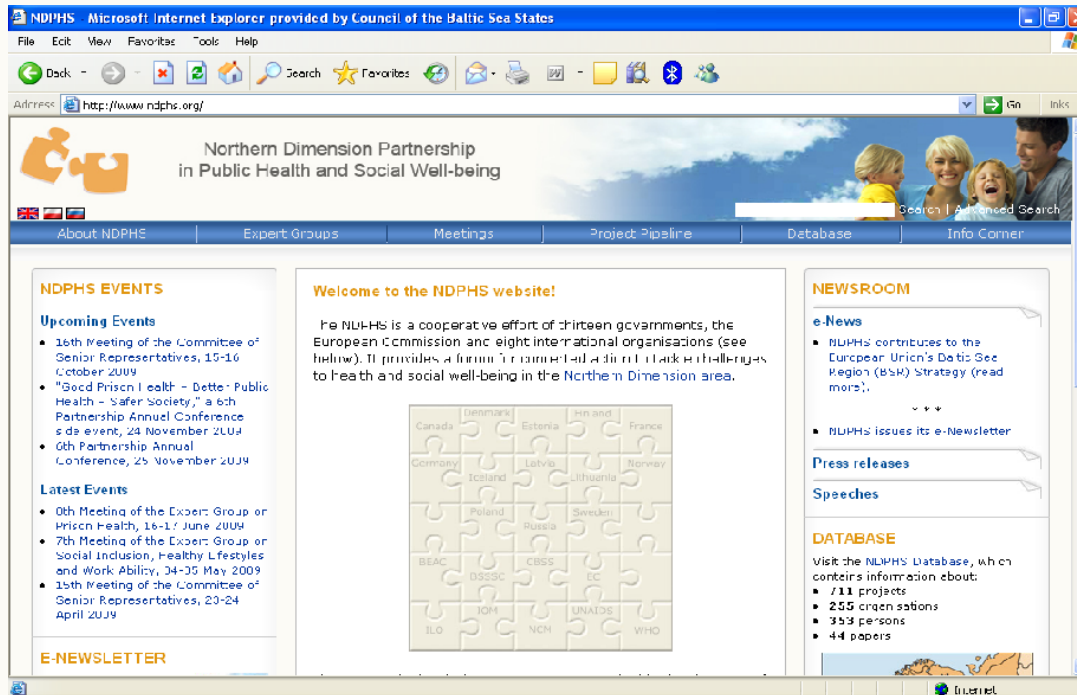 NDPHS - Microsoft Internet Explorer provided by Council of the Baltic Sea States
File Edit View Favorites Tools Help
Back Search Favorites
Address http://www.ndphs.org/ Go Links
Northern Dimension Partnership
in Public Health and Social Well-being
Search | Advanced Search
About NDPHS Expert Groups Meetings Project Pipeline Database Info Corner
NDPHS EVENTS
Upcoming Events
• 16th Meeting of the Committee of
Senior Representatives, 15-16
October 2009
• "Good Prison Health – Better Public
Health – Safer Society," a 6th
Partnership Annual Conference
side event, 24 November 2009
• 6th Partnership Annual
Conference, 25 November 2009
Latest Events
• 8th Meeting of the Expert Group on
Prison Health, 16-17 June 2009
• 7th Meeting of the Expert Group on
Social Inclusion, Healthy Lifestyles
and Work Ability, 04-05 May 2009
• 15th Meeting of the Committee of
Senior Representatives, 23-24
April 2009
E-NEWSLETTER
Welcome to the NDPHS website!
The NDPHS is a cooperative effort of thirteen governments, the
European Commission and eight international organisations (see
below). It provides a forum for concerted action to tackle challenges
to health and social well-being in the Northern Dimension area.
Denmark Finland
Canada Estonia France
Germany Latvia Norway
Iceland Lithuania
Poland Sweden
Russia
BEAC CBSS
BSSSC EC
IOM UNAIDS
ILO NCM WHO
NEWSROOM
e-News
• NDPHS contributes to the
European Union's Baltic Sea
Region (BSR) Strategy (read
more).
* * *
• NDPHS issues its e-Newsletter
Press releases
Speeches
DATABASE
Visit the NDPHS Database, which
contains information about:
• 711 projects
• 255 organisations
• 353 persons
• 44 papers
Internet